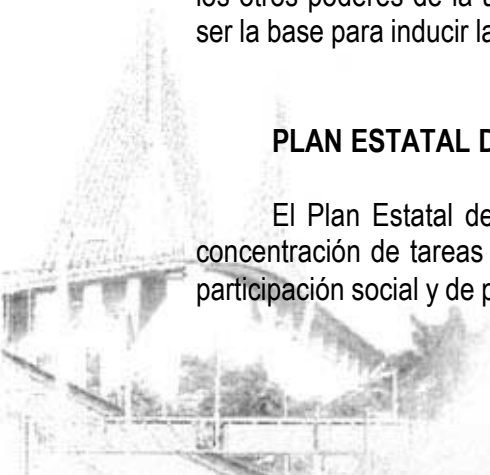 los otros poderes de la
ser la base para inducir la
PLAN ESTATAL D
El Plan Estatal de
concentración de tareas
participación social y de p